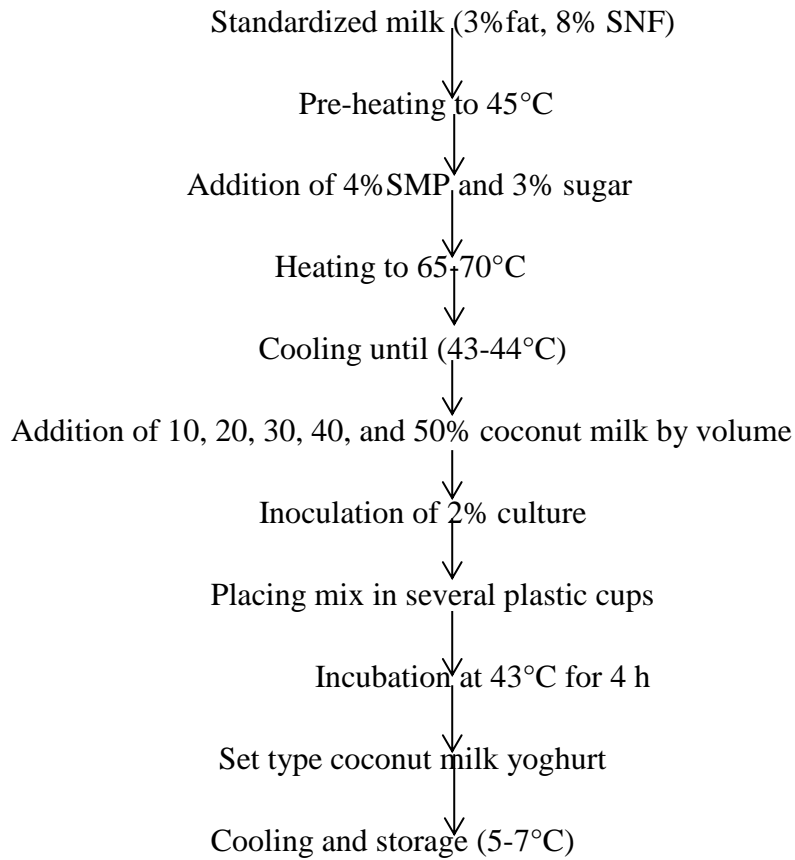 Standardized milk (3%fat, 8% SNF)
Pre-heating to 45°C
Addition of 4%SMP and 3% sugar
Heating to 65-70°C
Cooling until (43-44°C)
Addition of 10, 20, 30, 40, and 50% coconut milk by volume
Inoculation of 2% culture
Placing mix in several plastic cups
Incubation at 43°C for 4 h
Set type coconut milk yoghurt
Cooling and storage (5-7°C)